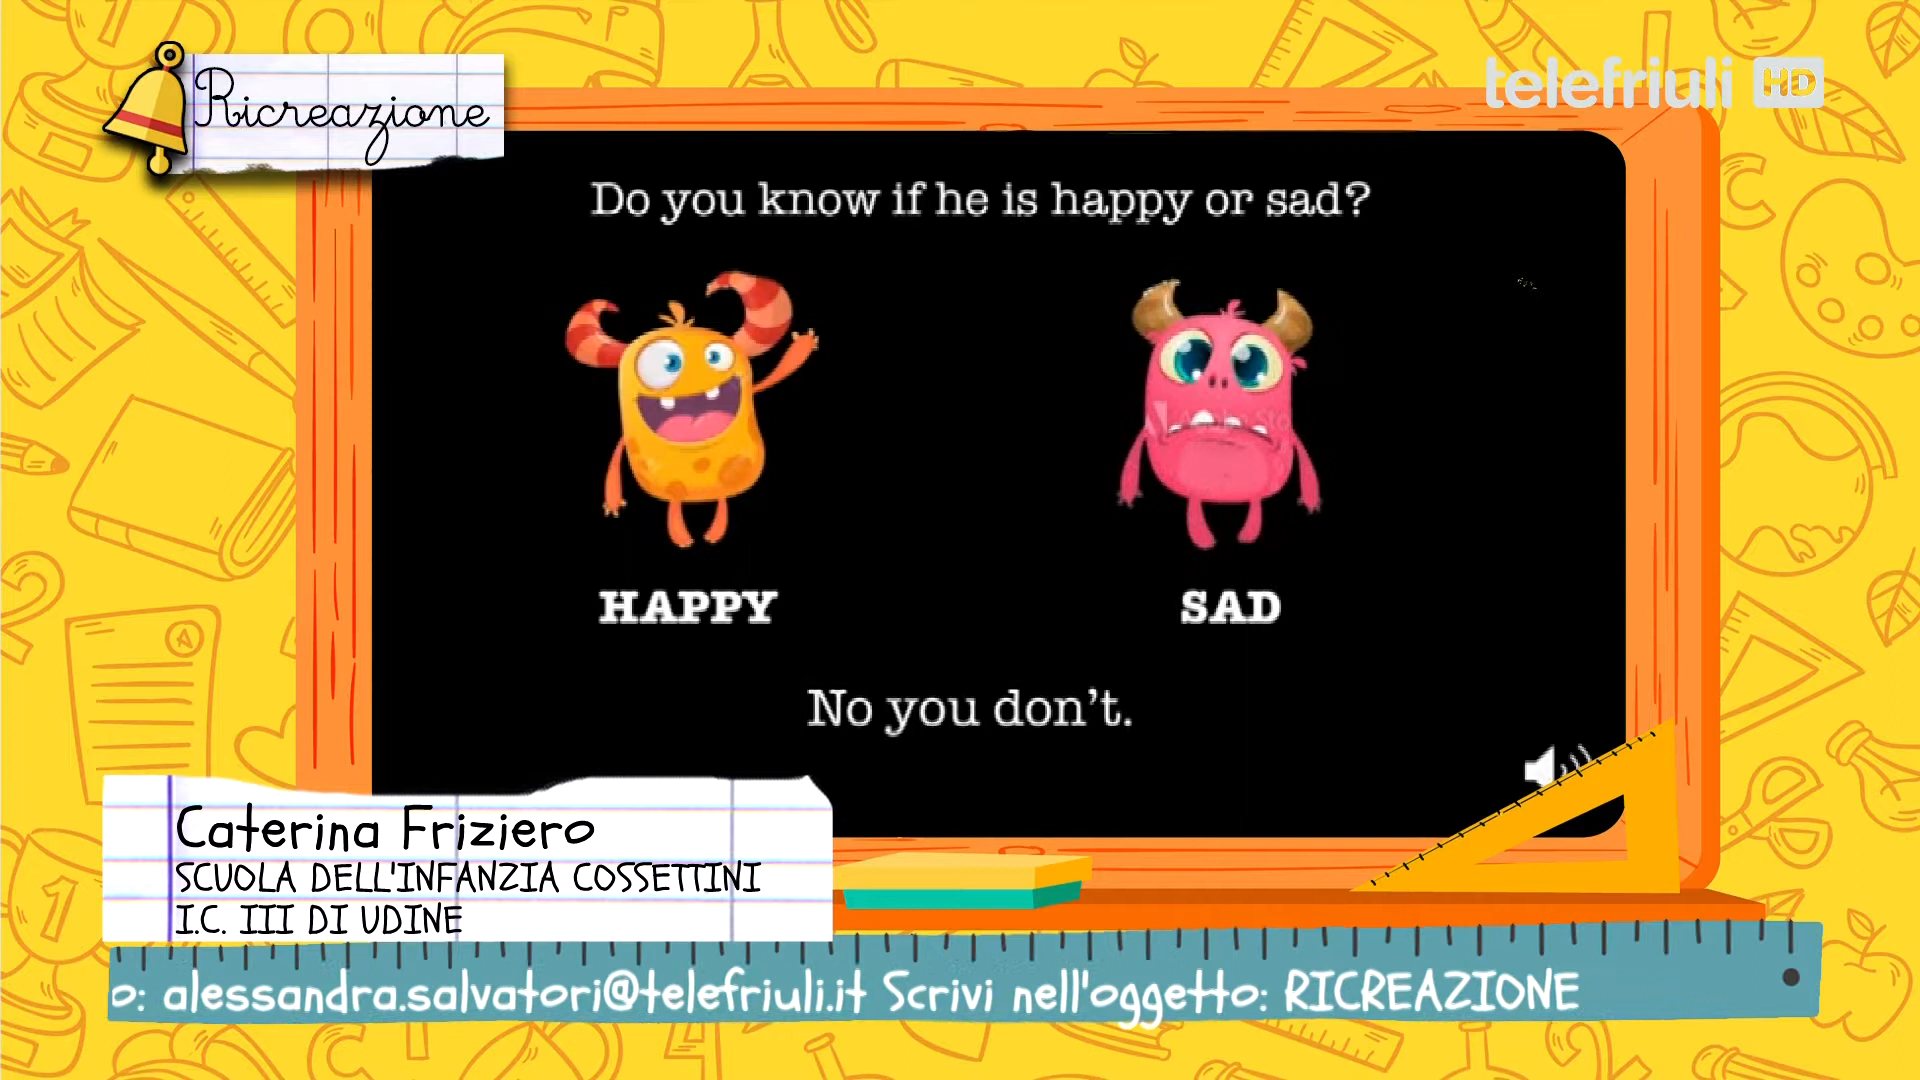 Ricreazione
telefriuli HD
Do you know if he is happy or sad?
HAPPY
SAD
No you don't.
Caterina Friziero
SCUOLA DELL'INFANZIA COSSETTINI
I.C. III DI UDINE
o: alessandra.salvatori@telefriuli.it Scrivi nell'oggetto: RICREAZIONE